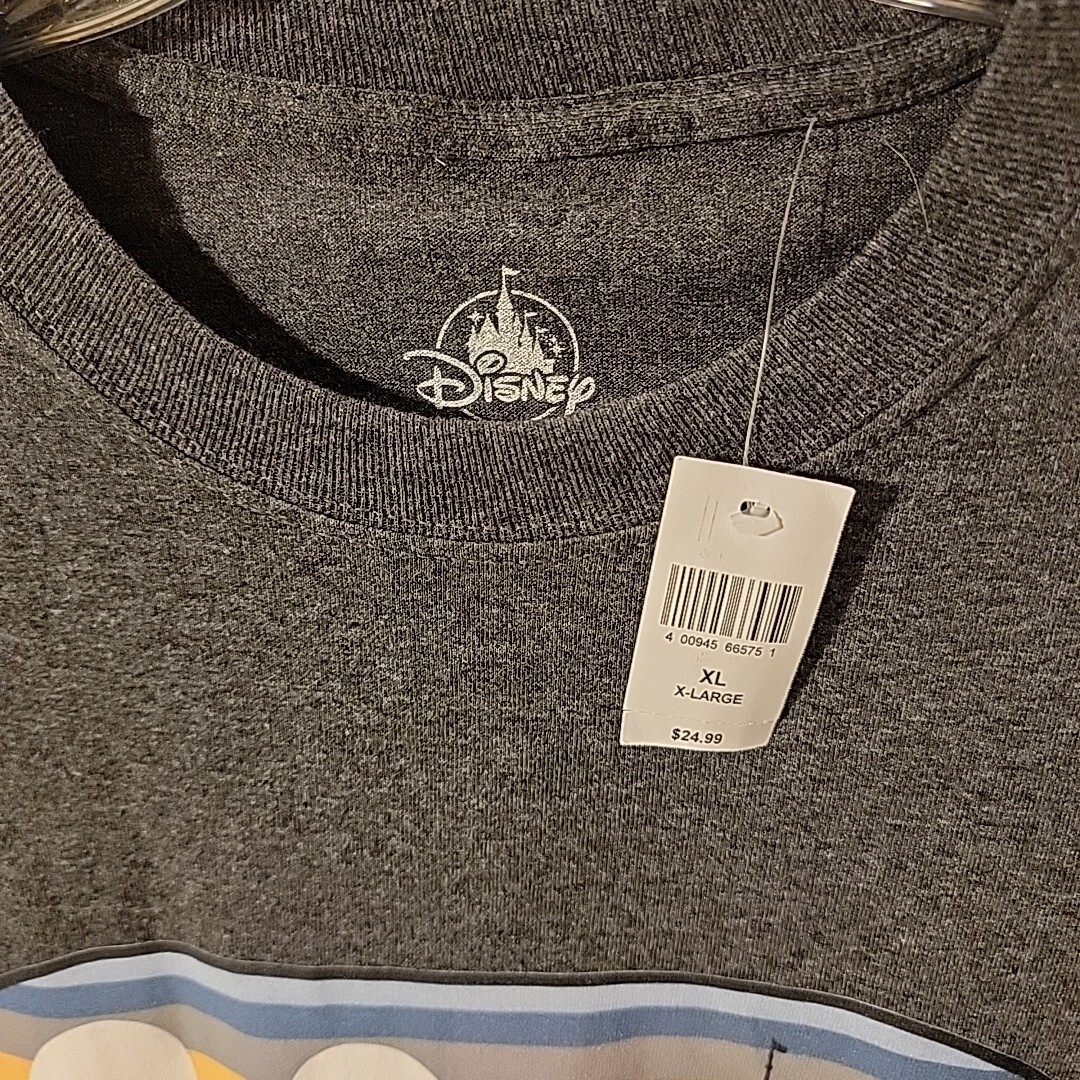 Disney
4 00945 66575 1
XL
X-LARGE
$24.99